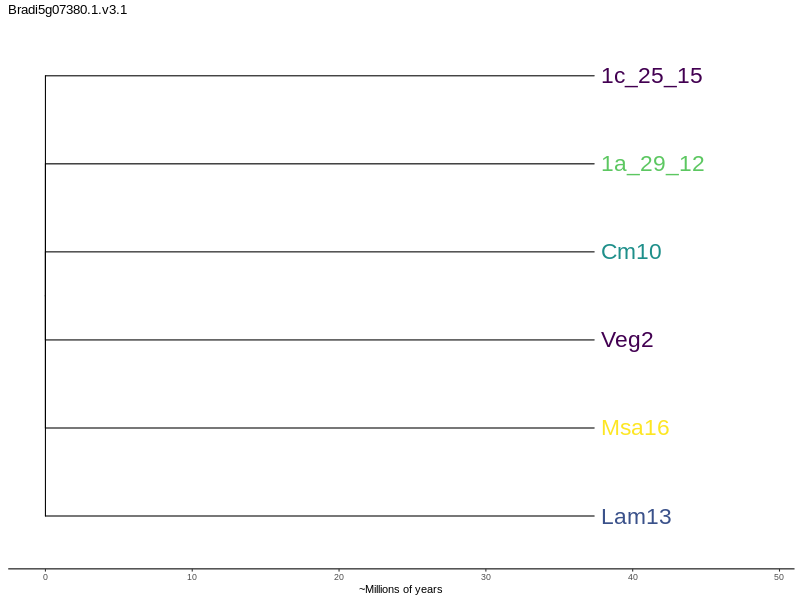 Bradi5g07380.1.v3.1
1c_25_15
1a_29_12
Cm10
Veg2
Msa16
Lam13
0 10 20 30 40 50
~Millions of years